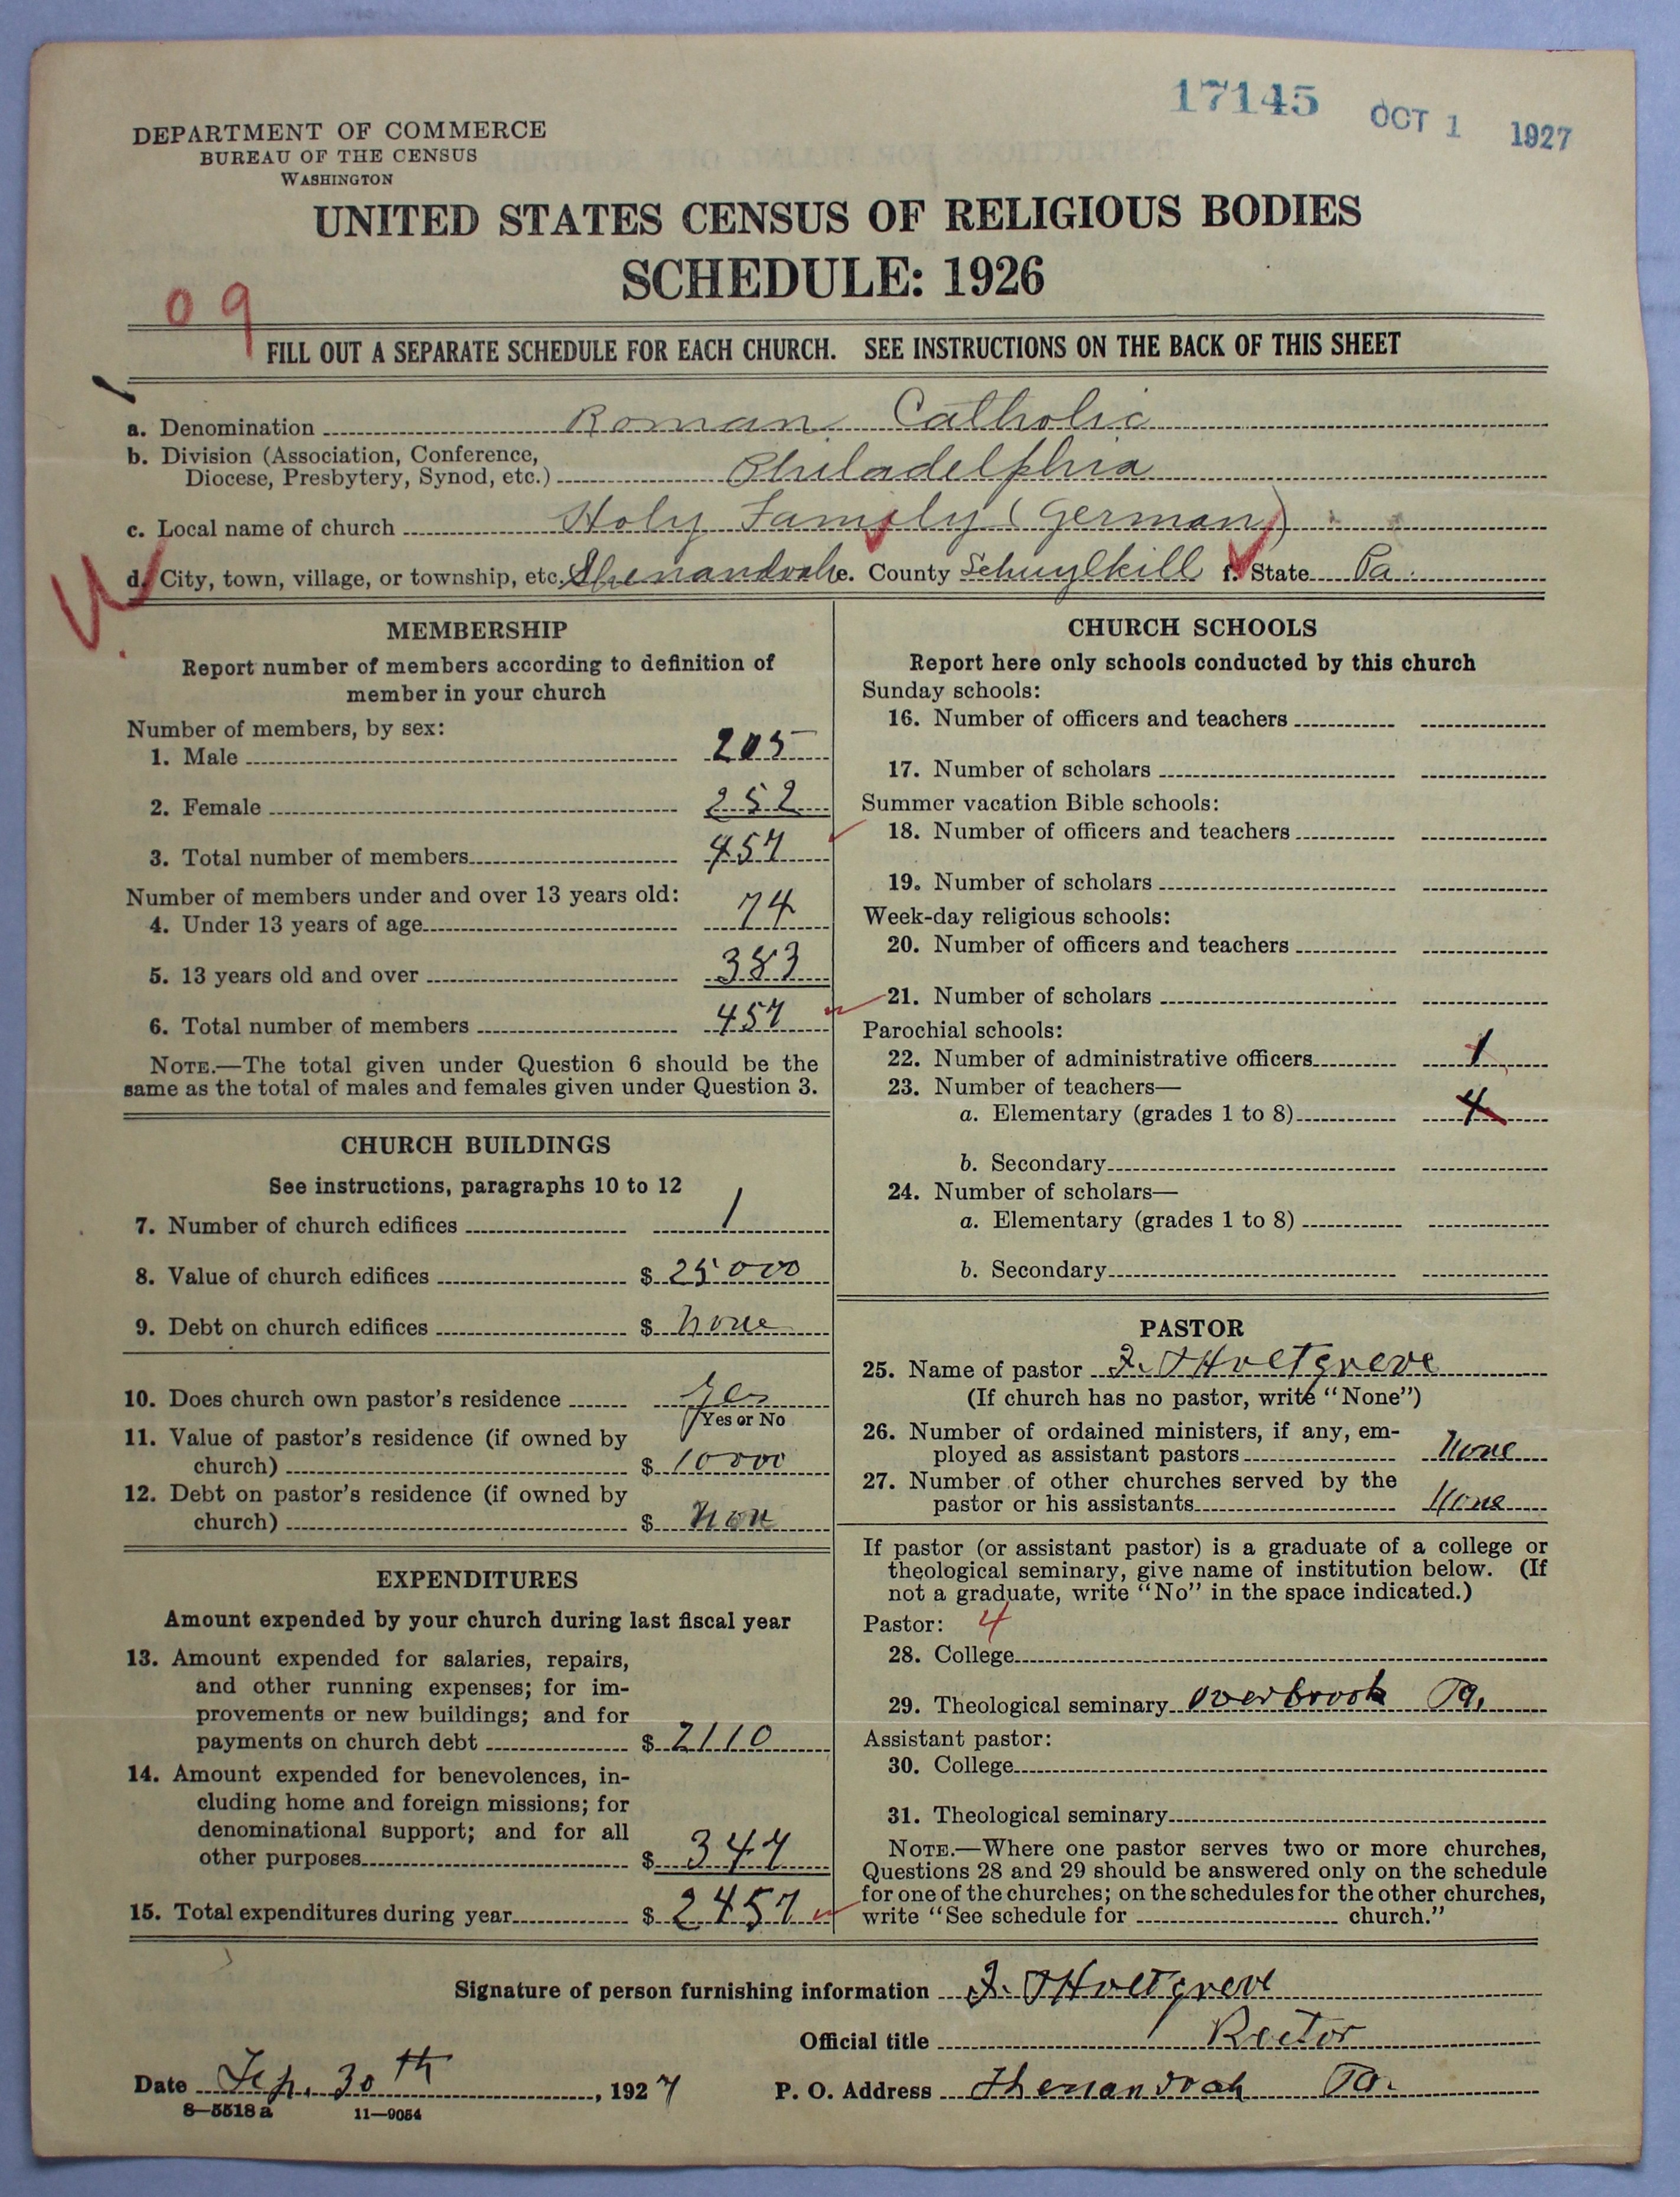 17145 OCT 1 1927
DEPARTMENT OF COMMERCE
BUREAU OF THE CENSUS
WASHINGTON
UNITED STATES CENSUS OF RELIGIOUS BODIES
SCHEDULE: 1926
09
FILL OUT A SEPARATE SCHEDULE FOR EACH CHURCH. SEE INSTRUCTIONS ON THE BACK OF THIS SHEET
a. Denomination Roman Catholic
b. Division (Association, Conference,
Diocese, Presbytery, Synod, etc.) Philadelphia
c. Local name of church Holy Family (German)
d. City, town, village, or township, etc. Shenandoah e. County Schuylkill f. State Pa.
MEMBERSHIP
Report number of members according to definition of
member in your church
Number of members, by sex:
1. Male 205
2. Female 252
3. Total number of members 457
Number of members under and over 13 years old:
4. Under 13 years of age 74
5. 13 years old and over 383
6. Total number of members 457
NOTE.—The total given under Question 6 should be the
same as the total of males and females given under Question 3.
CHURCH BUILDINGS
See instructions, paragraphs 10 to 12
7. Number of church edifices 1
8. Value of church edifices $ 25000
9. Debt on church edifices $ none
10. Does church own pastor's residence yes
Yes or No
11. Value of pastor's residence (if owned by
church) $ 10000
12. Debt on pastor's residence (if owned by
church) $ non
EXPENDITURES
Amount expended by your church during last fiscal year
13. Amount expended for salaries, repairs,
and other running expenses; for im-
provements or new buildings; and for
payments on church debt $ 2110
14. Amount expended for benevolences, in-
cluding home and foreign missions; for
denominational support; and for all
other purposes $ 347
15. Total expenditures during year $ 2457
CHURCH SCHOOLS
Report here only schools conducted by this church
Sunday schools:
16. Number of officers and teachers
17. Number of scholars
Summer vacation Bible schools:
18. Number of officers and teachers
19. Number of scholars
Week-day religious schools:
20. Number of officers and teachers
21. Number of scholars
Parochial schools:
22. Number of administrative officers 1
23. Number of teachers—
a. Elementary (grades 1 to 8) 4
b. Secondary
24. Number of scholars—
a. Elementary (grades 1 to 8)
b. Secondary
PASTOR
25. Name of pastor F. J Holtgreve
(If church has no pastor, write "None")
26. Number of ordained ministers, if any, em-
ployed as assistant pastors None
27. Number of other churches served by the
pastor or his assistants None
If pastor (or assistant pastor) is a graduate of a college or
theological seminary, give name of institution below. (If
not a graduate, write "No" in the space indicated.)
Pastor: 4
28. College
29. Theological seminary Overbrook Pa.
Assistant pastor:
30. College
31. Theological seminary
NOTE.—Where one pastor serves two or more churches,
Questions 28 and 29 should be answered only on the schedule
for one of the churches; on the schedules for the other churches,
write "See schedule for church."
Signature of person furnishing information F. J Holtgreve
Official title Rector
Date Sep. 30th, 1927 P. O. Address Shenandoah Pa.
8—5518 a 11—9054